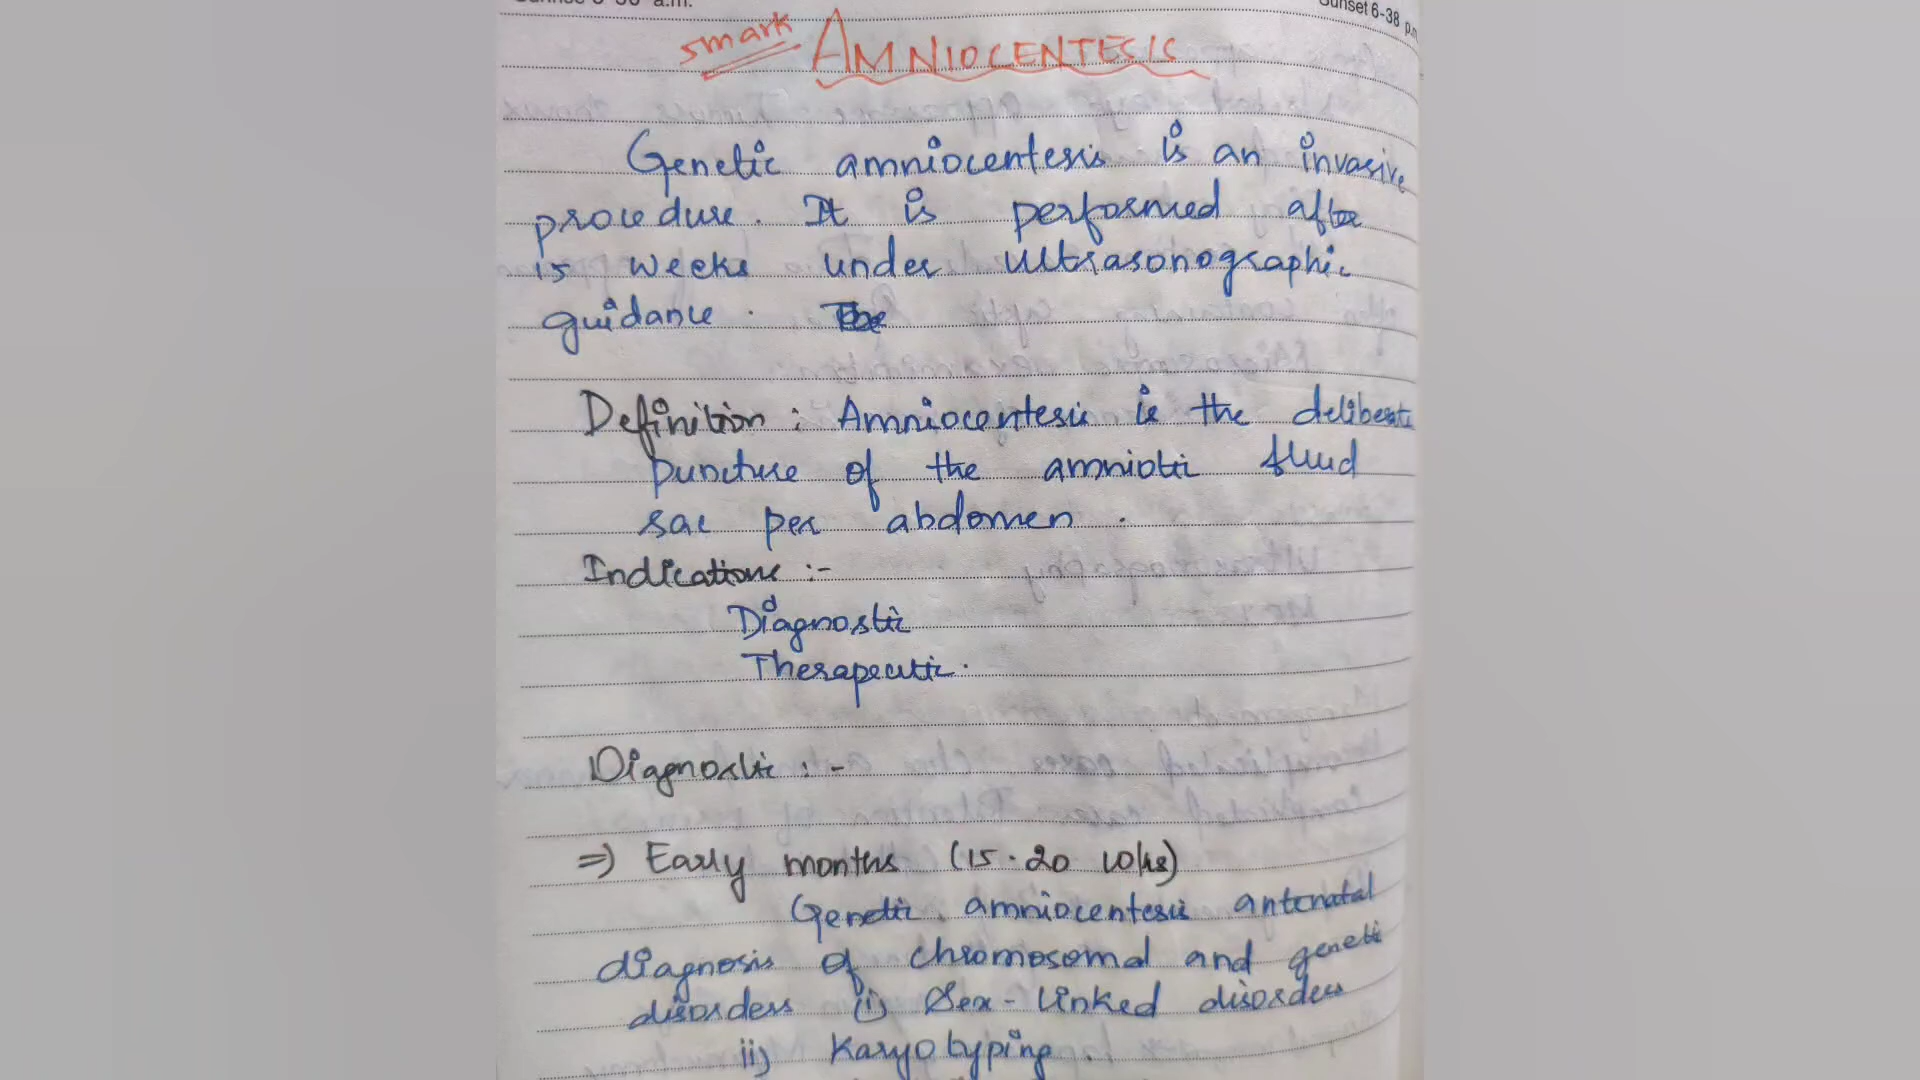 Sunset 6-38 p.m
5mark AMNIOCENTESIS
Genetic amniocentesis is an invasive
procedure. It is performed after
15 weeks under ultrasonographic
guidance. The
Definition : Amniocentesis is the deliberate
puncture of the amniotic fluid
sac per abdomen.
Indications :-
Diagnostic
Therapeutic.
Diagnostic :-
=> Early months (15-20 wks)
Genetic amniocentesis antenatal
diagnosis of chromosomal and genetic
disorders (i) Sex-linked disorders
ii) Karyotyping.